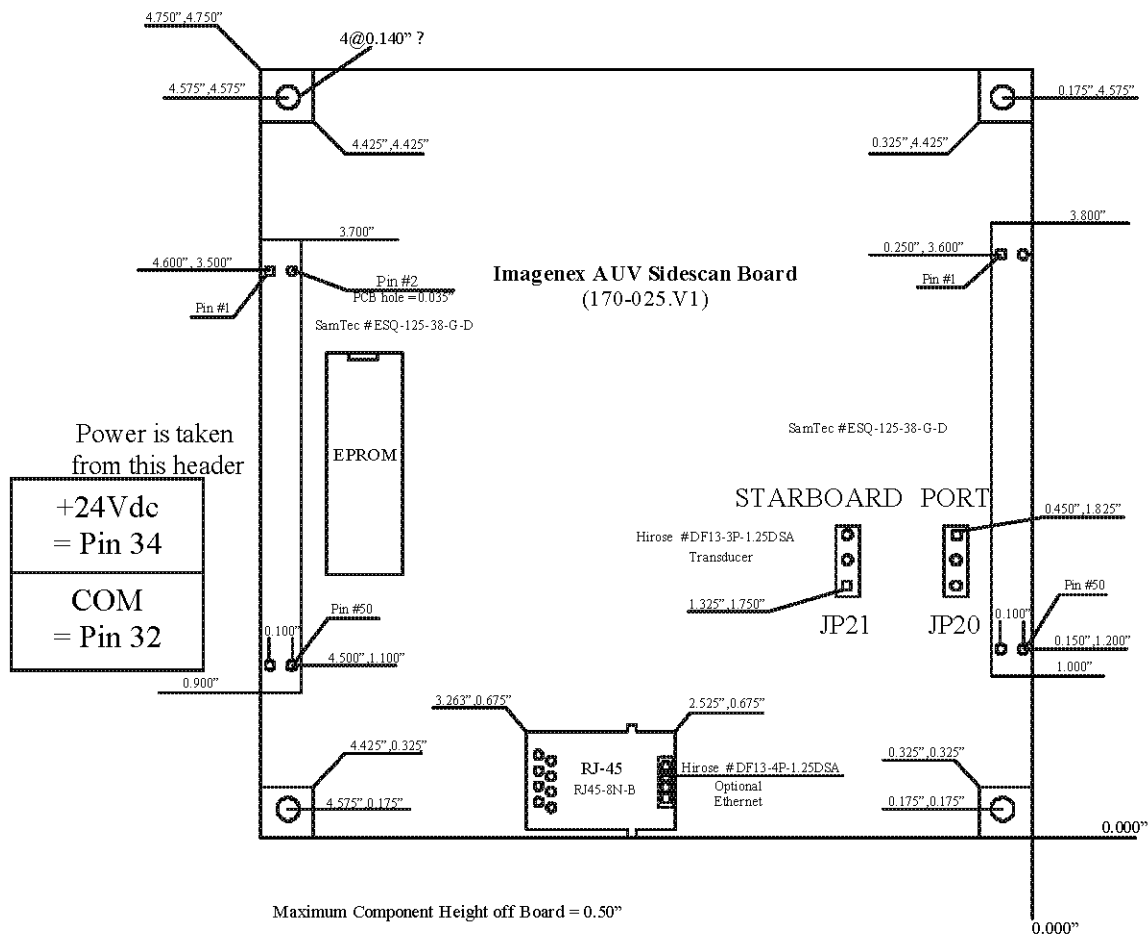 4.750”,4.750”
4@0.140” ?
4.575”,4.575”
0.175”,4.575”
4.425”,4.425”
0.325”,4.425”
3.700”
3.800”
4.600”, 3.500”
0.250”, 3.600”
Imagenex AUV Sidescan Board
(170-025.V1)
Pin #2
PCB hole = 0.035”
Pin #1
Pin #1
SamTec #ESQ-125-38-G-D
SamTec #ESQ-125-38-G-D
Power is taken
from this header
EPROM
+24Vdc
= Pin 34
COM
= Pin 32
STARBOARD PORT
0.450”,1.825”
Hirose #DF13-3P-1.25DSA
Transducer
Pin #50
Pin #50
1.325”,1.750”
JP21
JP20
0.100”
0.100”
4.500”,1.100”
0.150”,1.200”
0.900”
1.000”
3.263”,0.675”
2.525”,0.675”
4.425”,0.325”
0.325”,0.325”
RJ-45
RJ45-8N-B
Hirose #DF13-4P-1.25DSA
Optional
Ethernet
4.575”,0.175”
0.175”,0.175”
0.000”
Maximum Component Height off Board = 0.50”
0.000”